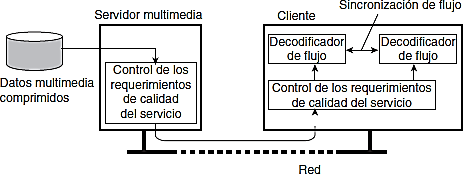 Sincronización de flujo
Servidor multimedia
Cliente
Decodificador
de flujo
Decodificador
de flujo
Datos multimedia
comprimidos
Control de los
requerimientos
de calidad
del servicio
Control de los requerimientos
de calidad del servicio
Red